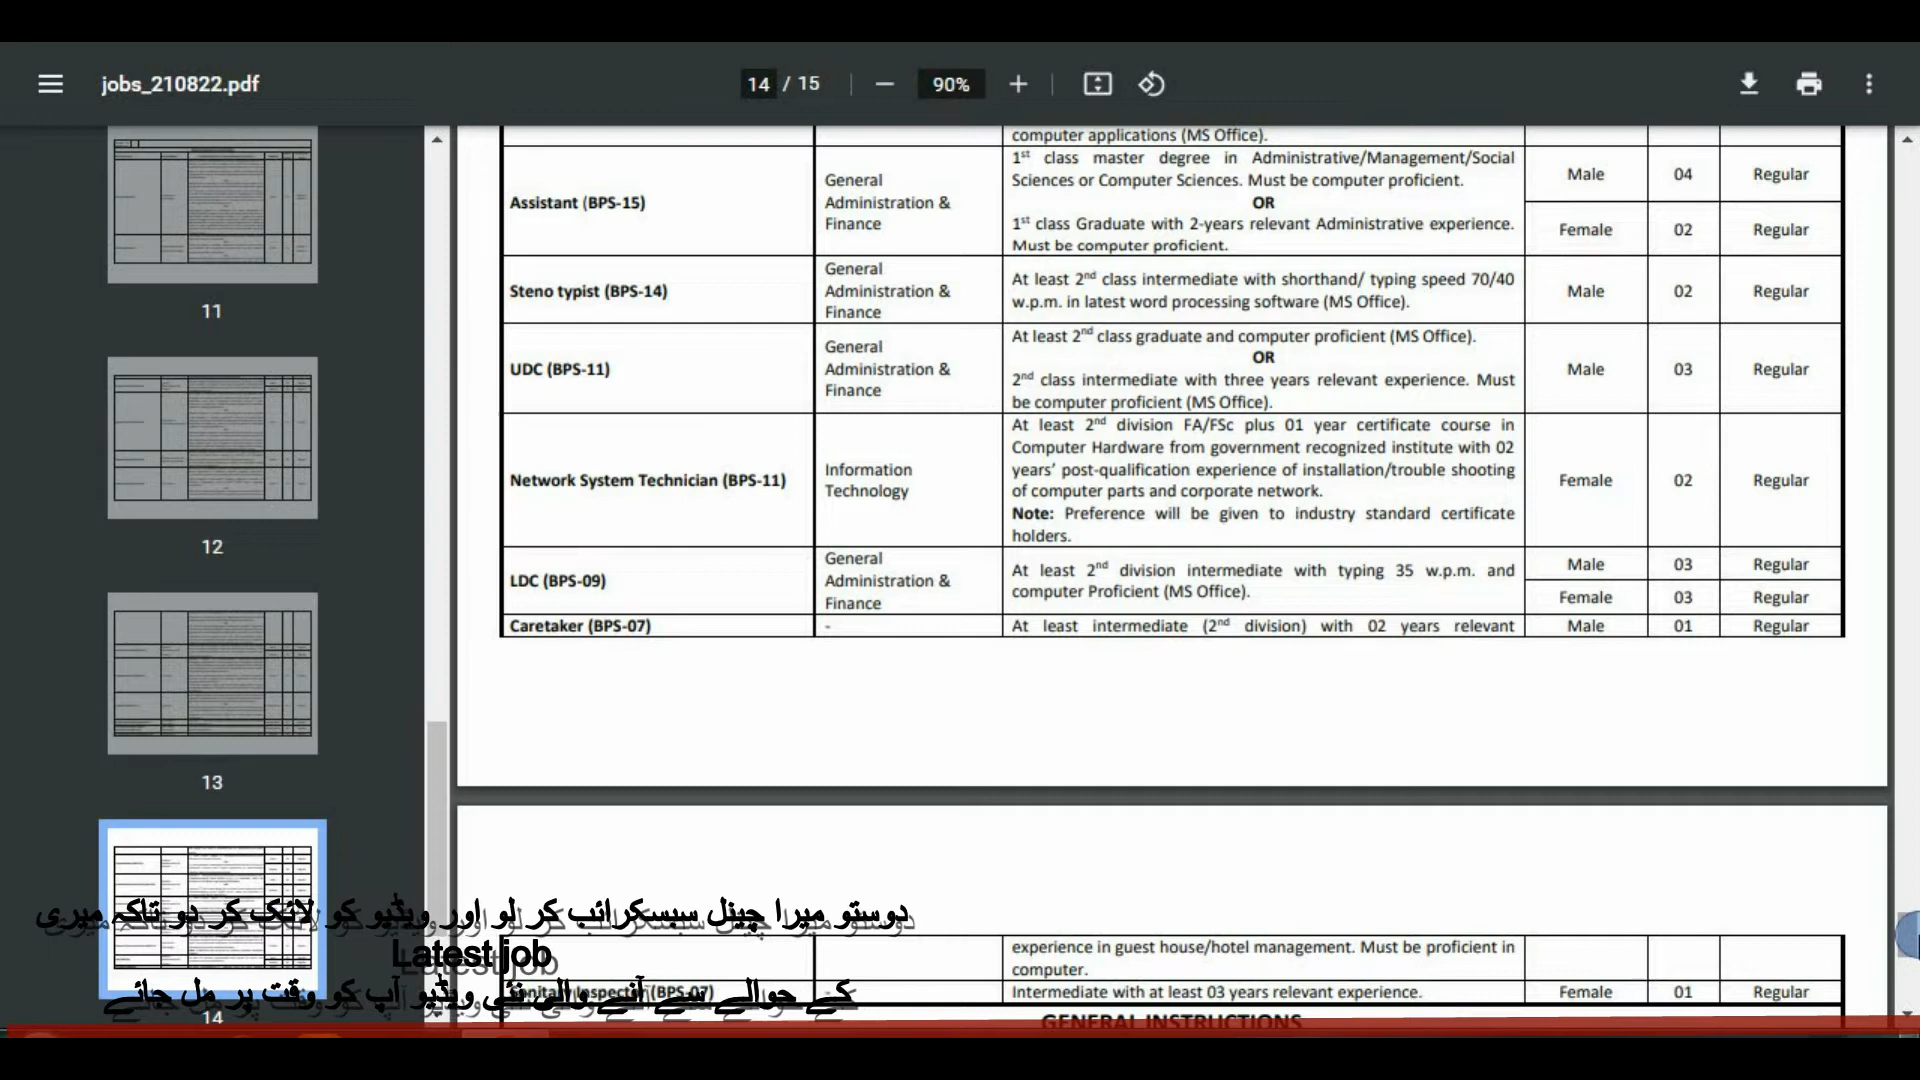 jobs_210822.pdf
14 / 15
90%
11
12
13
14
computer applications (MS Office).
Assistant (BPS-15)
General
Administration &
Finance
1st class master degree in Administrative/Management/Social
Sciences or Computer Sciences. Must be computer proficient.
OR
1st class Graduate with 2-years relevant Administrative experience.
Must be computer proficient.
Male 04 Regular
Female 02 Regular
Steno typist (BPS-14)
General
Administration &
Finance
At least 2nd class intermediate with shorthand/ typing speed 70/40
w.p.m. in latest word processing software (MS Office).
Male 02 Regular
UDC (BPS-11)
General
Administration &
Finance
At least 2nd class graduate and computer proficient (MS Office).
OR
2nd class intermediate with three years relevant experience. Must
be computer proficient (MS Office).
Male 03 Regular
Network System Technician (BPS-11)
Information
Technology
At least 2nd division FA/FSc plus 01 year certificate course in
Computer Hardware from government recognized institute with 02
years’ post-qualification experience of installation/trouble shooting
of computer parts and corporate network.
Note: Preference will be given to industry standard certificate
holders.
Female 02 Regular
LDC (BPS-09)
General
Administration &
Finance
At least 2nd division intermediate with typing 35 w.p.m. and
computer Proficient (MS Office).
Male 03 Regular
Female 03 Regular
Caretaker (BPS-07)
-
At least intermediate (2nd division) with 02 years relevant
Male 01 Regular
experience in guest house/hotel management. Must be proficient in
computer.
Sanitary Inspector (BPS-07)
Intermediate with at least 03 years relevant experience.
Female 01 Regular
GENERAL INSTRUCTIONS
دوستو میرا چینل سبسکرائب کر لو اور ویڈیو کو لائک کر دو تاکہ میری
Latest job
کے حوالے سے آنے والی نئی ویڈیو آپ کو وقت پر مل جائے